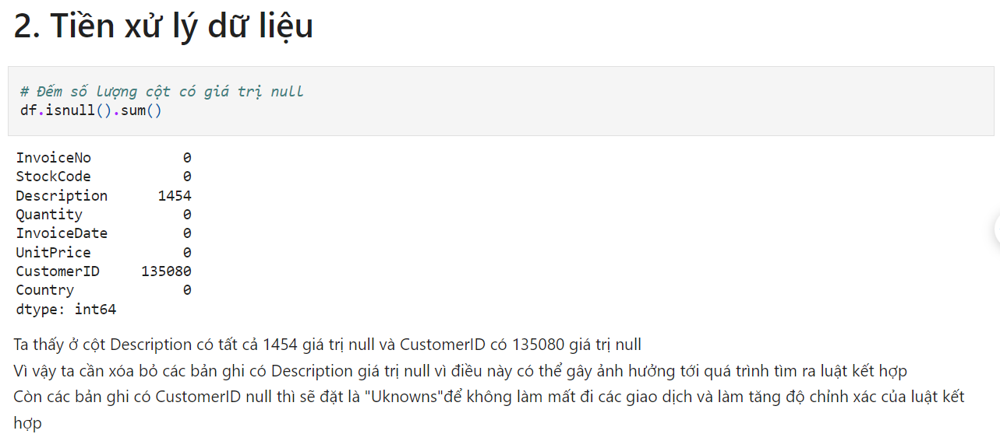 2. Tiền xử lý dữ liệu
# Đếm số lượng cột có giá trị null
df.isnull().sum()
InvoiceNo 0
StockCode 0
Description 1454
Quantity 0
InvoiceDate 0
UnitPrice 0
CustomerID 135080
Country 0
dtype: int64
Ta thấy ở cột Description có tất cả 1454 giá trị null và CustomerID có 135080 giá trị null
Vì vậy ta cần xóa bỏ các bản ghi có Description giá trị null vì điều này có thể gây ảnh hưởng tới quá trình tìm ra luật kết hợp
Còn các bản ghi có CustomerID null thì sẽ đặt là "Uknowns"để không làm mất đi các giao dịch và làm tăng độ chỉnh xác của luật kết
hợp